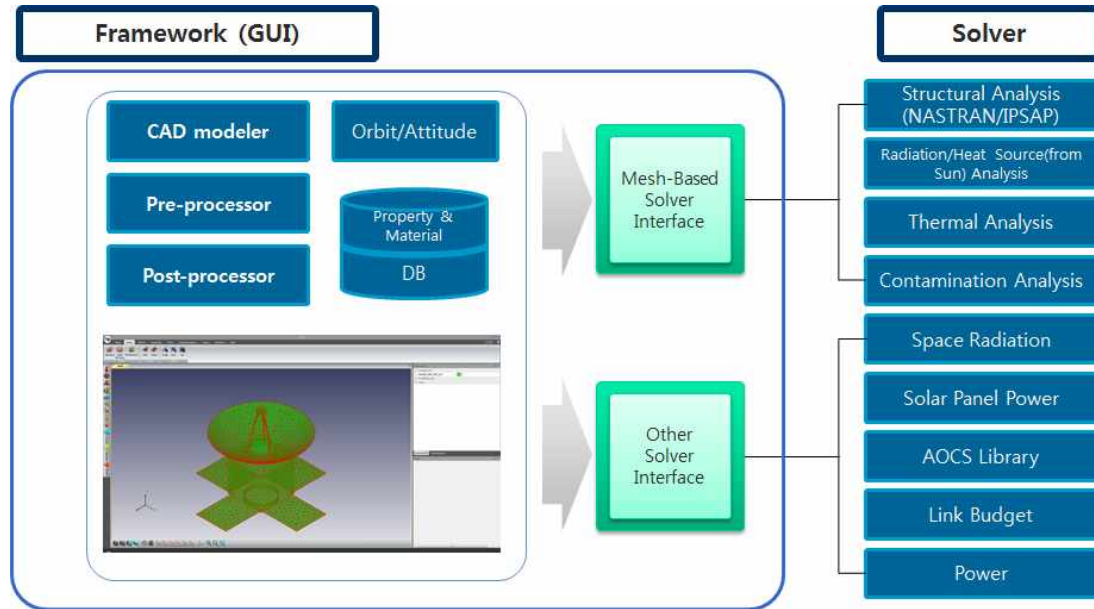 Framework (GUI)
Solver
CAD modeler
Orbit/Attitude
Pre-processor
Property &
Material
DB
Post-processor
Mesh-Based
Solver
Interface
Other
Solver
Interface
Structural Analysis
(NASTRAN/IPSAP)
Radiation/Heat Source(from
Sun) Analysis
Thermal Analysis
Contamination Analysis
Space Radiation
Solar Panel Power
AOCS Library
Link Budget
Power